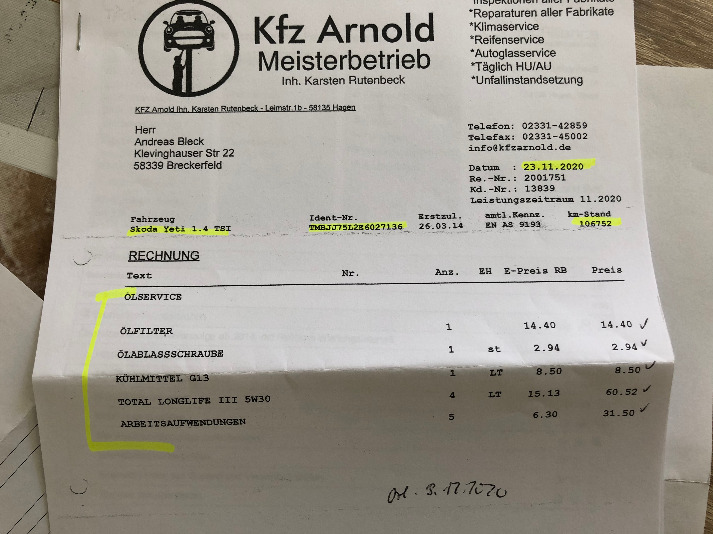 Kfz Arnold
Meisterbetrieb
Inh. Karsten Rutenbeck
*Inspektionen aller Fabrikate
*Reparaturen aller Fabrikate
*Klimaservice
*Reifenservice
*Autoglasservice
*Täglich HU/AU
*Unfallinstandsetzung
KFZ Arnold Inh. Karsten Rutenbeck - Leimstr.1b - 58135 Hagen
Herr
Andreas Bleck
Klevinghauser Str 22
58339 Breckerfeld
Telefon: 02331-42859
Telefax: 02331-45002
info@kfzarnold.de
Datum : 23.11.2020
Re.-Nr.: 2001751
Kd.-Nr.: 13839
Leistungszeitraum 11.2020
Fahrzeug Ident-Nr. Erstzul. amtl.Kennz. km-Stand
Skoda Yeti 1.4 TSI TMBJJ75L2E6027136 26.03.14 EN AS 9193 106752
RECHNUNG
Text Nr. Anz. EH E-Preis RB Preis
ÖLSERVICE
ÖLFILTER 1 14.40 14.40
ÖLABLASSSCHRAUBE 1 st 2.94 2.94
KÜHLMITTEL G13 1 LT 8.50 8.50
TOTAL LONGLIFE III 5W30 4 LT 15.13 60.52
ARBEITSAUFWENDUNGEN 5 6.30 31.50